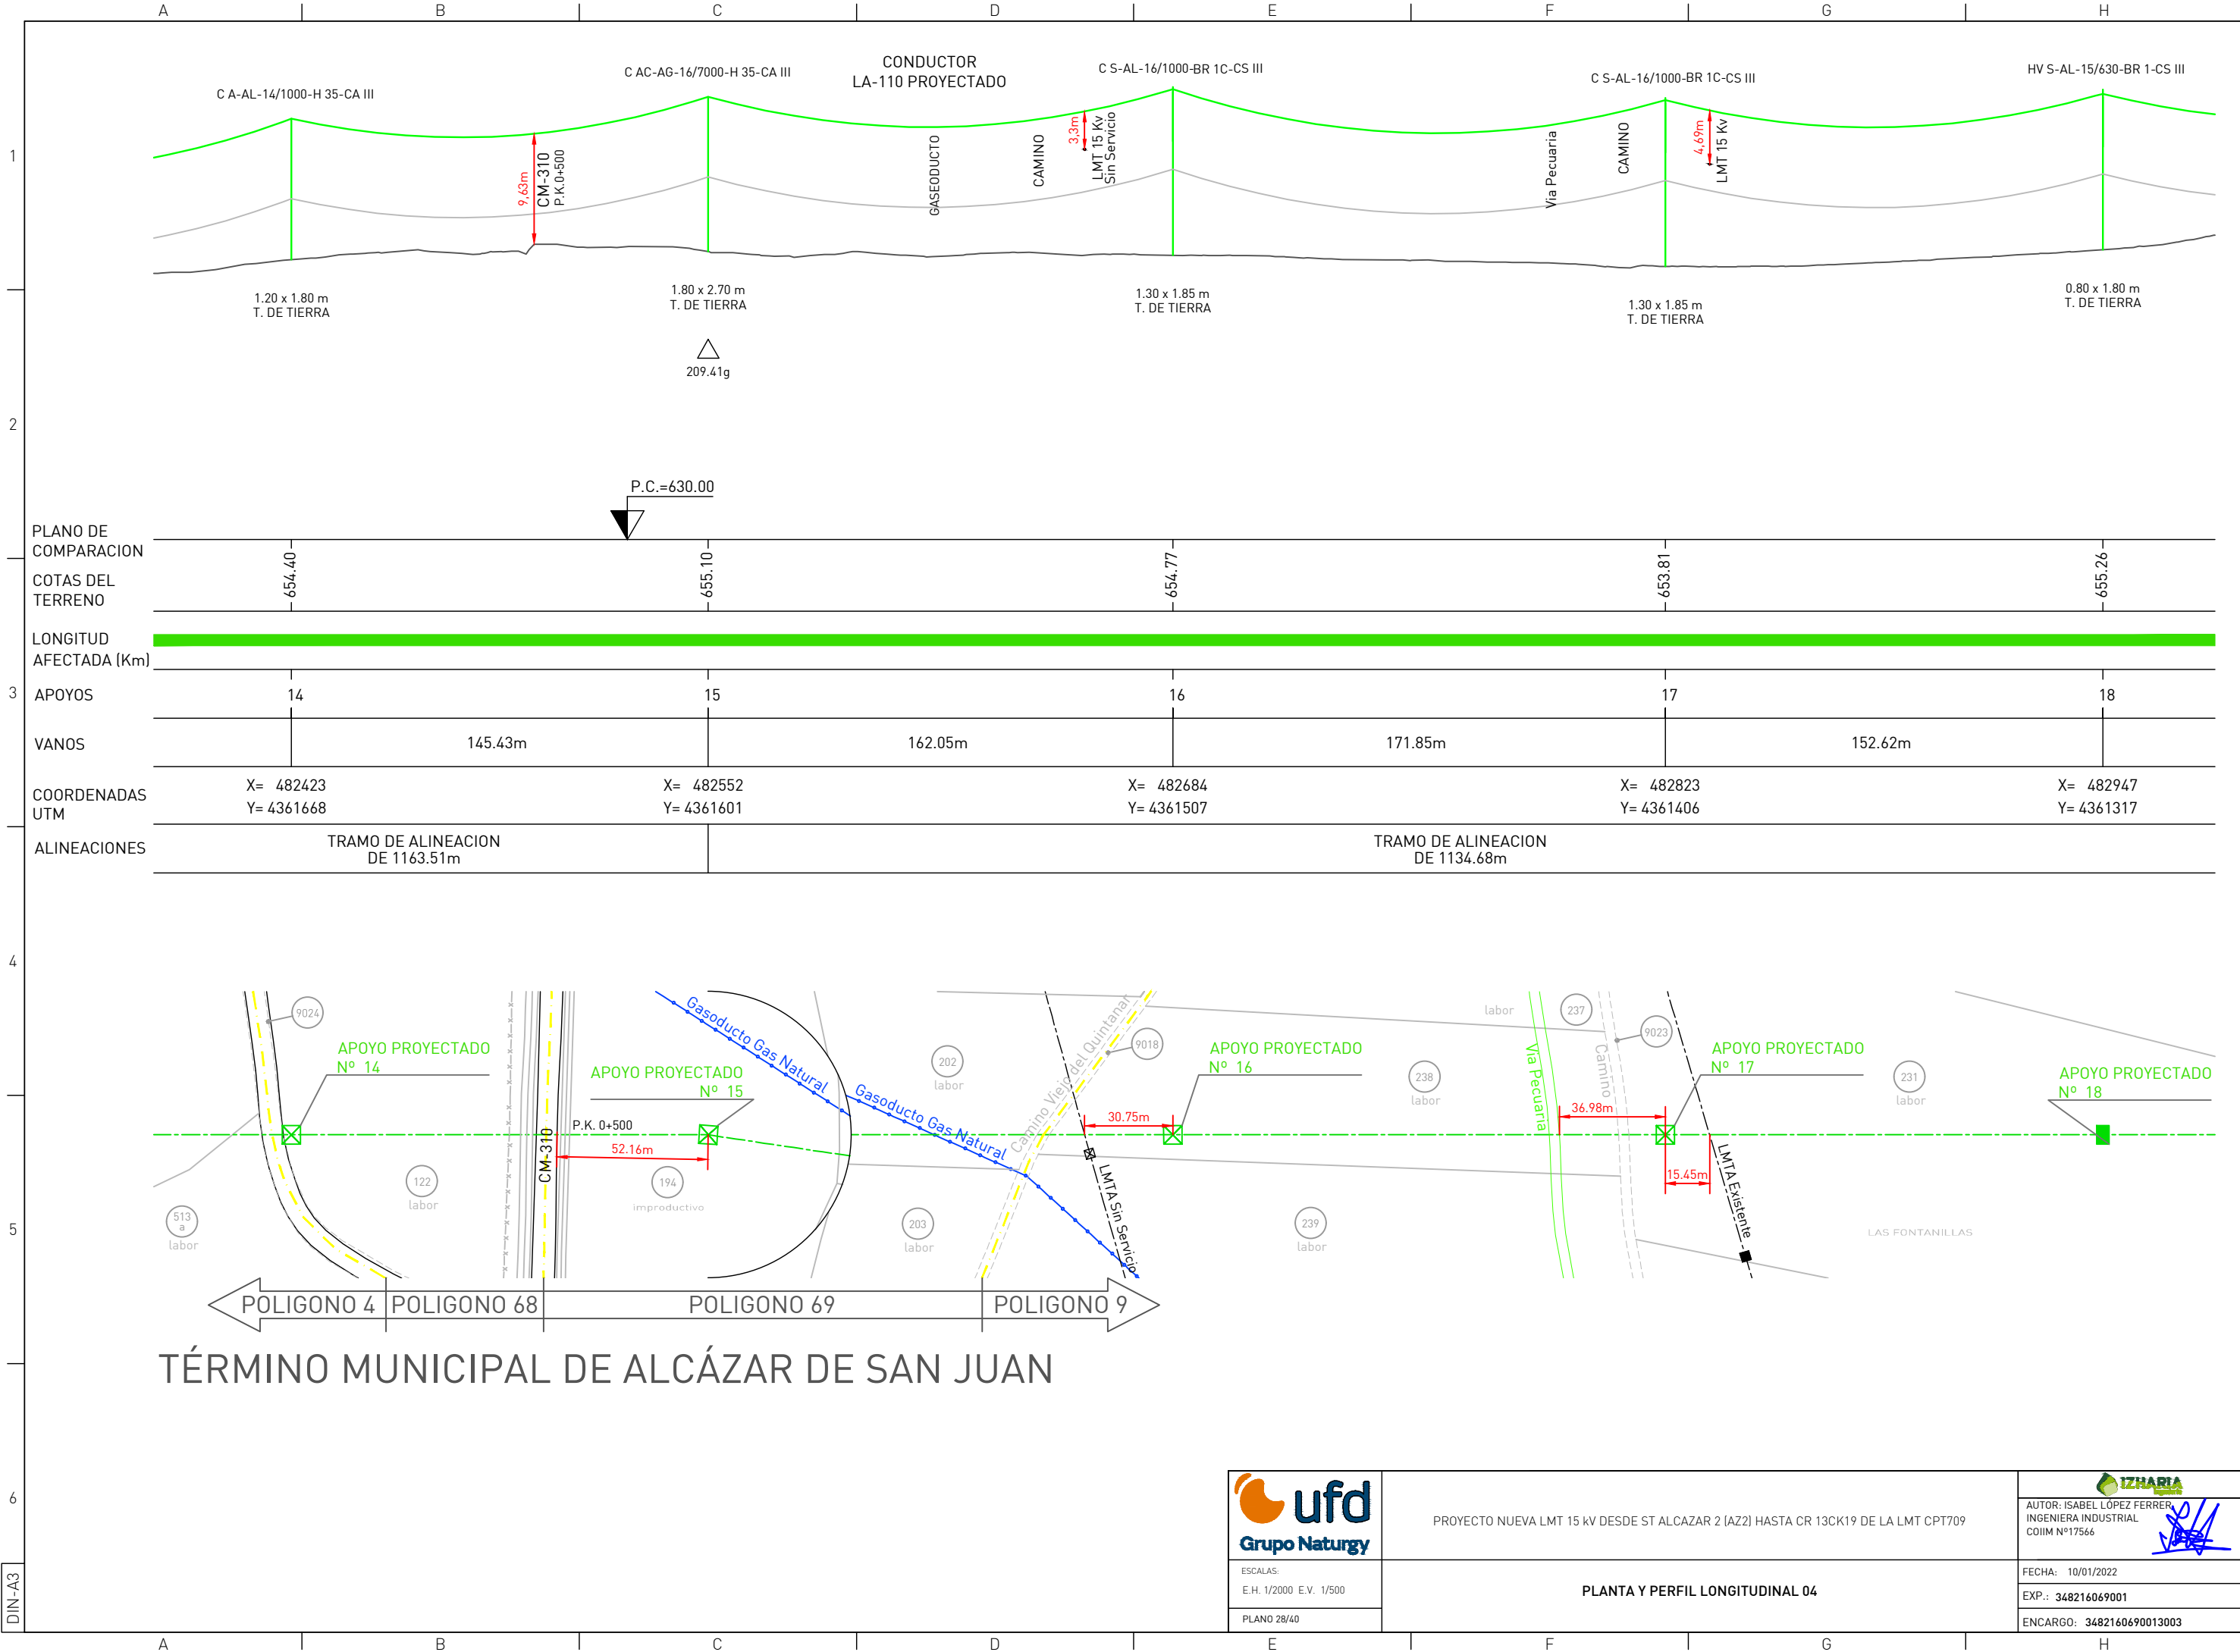 A B C D E F G H
C A-AL-14/1000-H 35-CA III
C AC-AG-16/7000-H 35-CA III
CONDUCTOR
LA-110 PROYECTADO
C S-AL-16/1000-BR 1C-CS III
C S-AL-16/1000-BR 1C-CS III
HV S-AL-15/630-BR 1-CS III
1
9,63m
CM-310
P.K.0+500
GASEODUCTO
CAMINO
3,3m
LMT 15 Kv
Sin Servicio
Via Pecuaria
CAMINO
4,69m
LMT 15 Kv
1.20 x 1.80 m
T. DE TIERRA
1.80 x 2.70 m
T. DE TIERRA
1.30 x 1.85 m
T. DE TIERRA
1.30 x 1.85 m
T. DE TIERRA
0.80 x 1.80 m
T. DE TIERRA
209.41g
2
P.C.=630.00
PLANO DE
COMPARACION
COTAS DEL
TERRENO
654.40
655.10
654.77
653.81
655.26
LONGITUD
AFECTADA (Km)
3
APOYOS
14 15 16 17 18
VANOS
145.43m 162.05m 171.85m 152.62m
COORDENADAS
UTM
X= 482423
Y= 4361668
X= 482552
Y= 4361601
X= 482684
Y= 4361507
X= 482823
Y= 4361406
X= 482947
Y= 4361317
ALINEACIONES
TRAMO DE ALINEACION
DE 1163.51m
TRAMO DE ALINEACION
DE 1134.68m
4
9024
APOYO PROYECTADO
Nº 14
CM-310
P.K. 0+500
52.16m
APOYO PROYECTADO
Nº 15
Gasoducto Gas Natural
Gasoducto Gas Natural
202
labor
Camino Viejo del Quintanar
9018
30.75m
APOYO PROYECTADO
Nº 16
LMTA Sin Servicio
238
labor
labor
237
Via Pecuaria
Camino
9023
36.98m
APOYO PROYECTADO
Nº 17
15.45m
LMTA Existente
231
labor
APOYO PROYECTADO
Nº 18
5
513
a
labor
122
labor
194
improductivo
203
labor
239
labor
LAS FONTANILLAS
POLIGONO 4
POLIGONO 68
POLIGONO 69
POLIGONO 9
TÉRMINO MUNICIPAL DE ALCÁZAR DE SAN JUAN
6
DIN-A3
ufd
Grupo Naturgy
PROYECTO NUEVA LMT 15 kV DESDE ST ALCAZAR 2 (AZ2) HASTA CR 13CK19 DE LA LMT CPT709
IZHARIA
AUTOR: ISABEL LÓPEZ FERRER
INGENIERA INDUSTRIAL
COIIM Nº17566
ESCALAS:
E.H. 1/2000 E.V. 1/500
PLANO 28/40
PLANTA Y PERFIL LONGITUDINAL 04
FECHA: 10/01/2022
EXP.: 348216069001
ENCARGO: 3482160690013003
A B C D E F G H